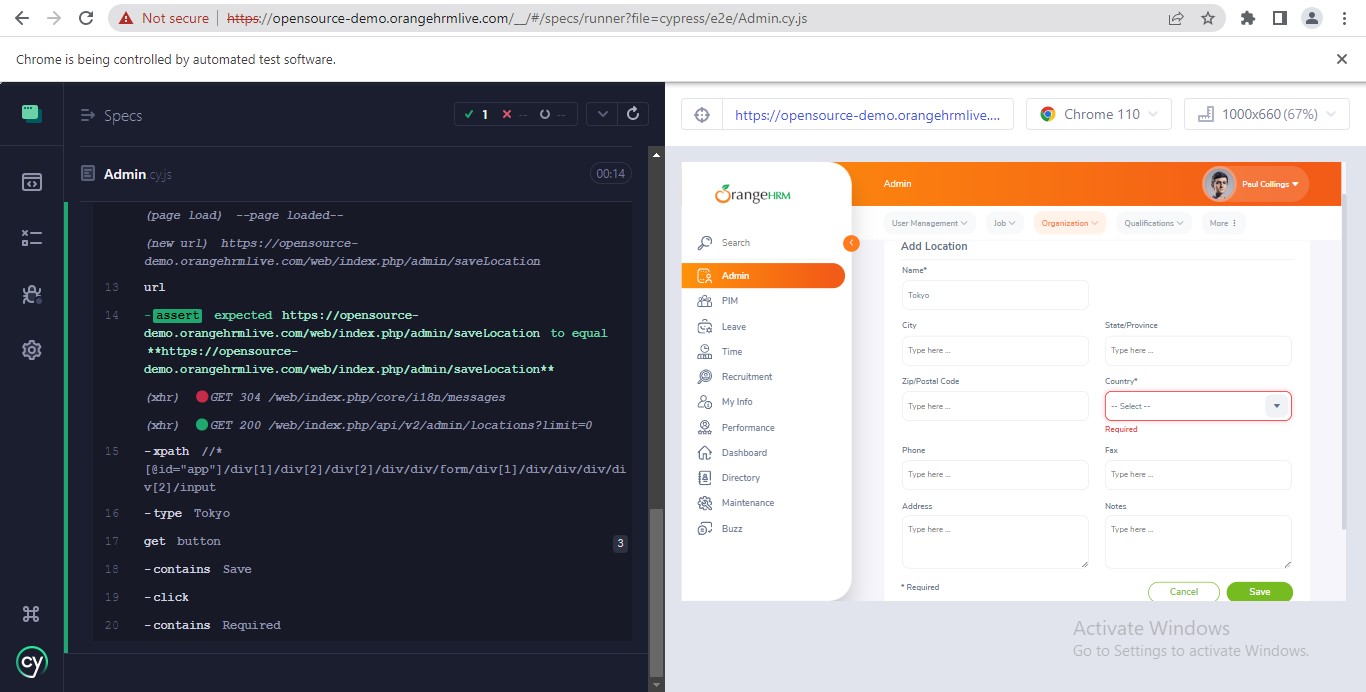 Not secure
https://opensource-demo.orangehrmlive.com/__/#/specs/runner?file=cypress/e2e/Admin.cy.js
Chrome is being controlled by automated test software.
Specs
1
--
--
Admin.cy.js
00:14
(page load) --page loaded--
(new url) https://opensource-
demo.orangehrmlive.com/web/index.php/admin/saveLocation
13 url
14 -assert expected https://opensource-
demo.orangehrmlive.com/web/index.php/admin/saveLocation to equal
**https://opensource-
demo.orangehrmlive.com/web/index.php/admin/saveLocation**
(xhr) GET 304 /web/index.php/core/i18n/messages
(xhr) GET 200 /web/index.php/api/v2/admin/locations?limit=0
15 -xpath //*
[@id="app"]/div[1]/div[2]/div[2]/div/div/form/div[1]/div/div/div/di
v[2]/input
16 -type Tokyo
17 get button 3
18 -contains Save
19 -click
20 -contains Required
cy
https://opensource-demo.orangehrmlive....
Chrome 110
1000x660 (67%)
OrangeHRM
Search
Admin
PIM
Leave
Time
Recruitment
My Info
Performance
Dashboard
Directory
Maintenance
Buzz
Admin
Paul Collings
User Management
Job
Organization
Qualifications
More
Add Location
Name*
Tokyo
City
State/Province
Type here ...
Type here ...
Zip/Postal Code
Country*
Type here ...
-- Select --
Required
Phone
Fax
Type here ...
Type here ...
Address
Notes
Type here ...
Type here ...
* Required
Cancel
Save
Activate Windows
Go to Settings to activate Windows.